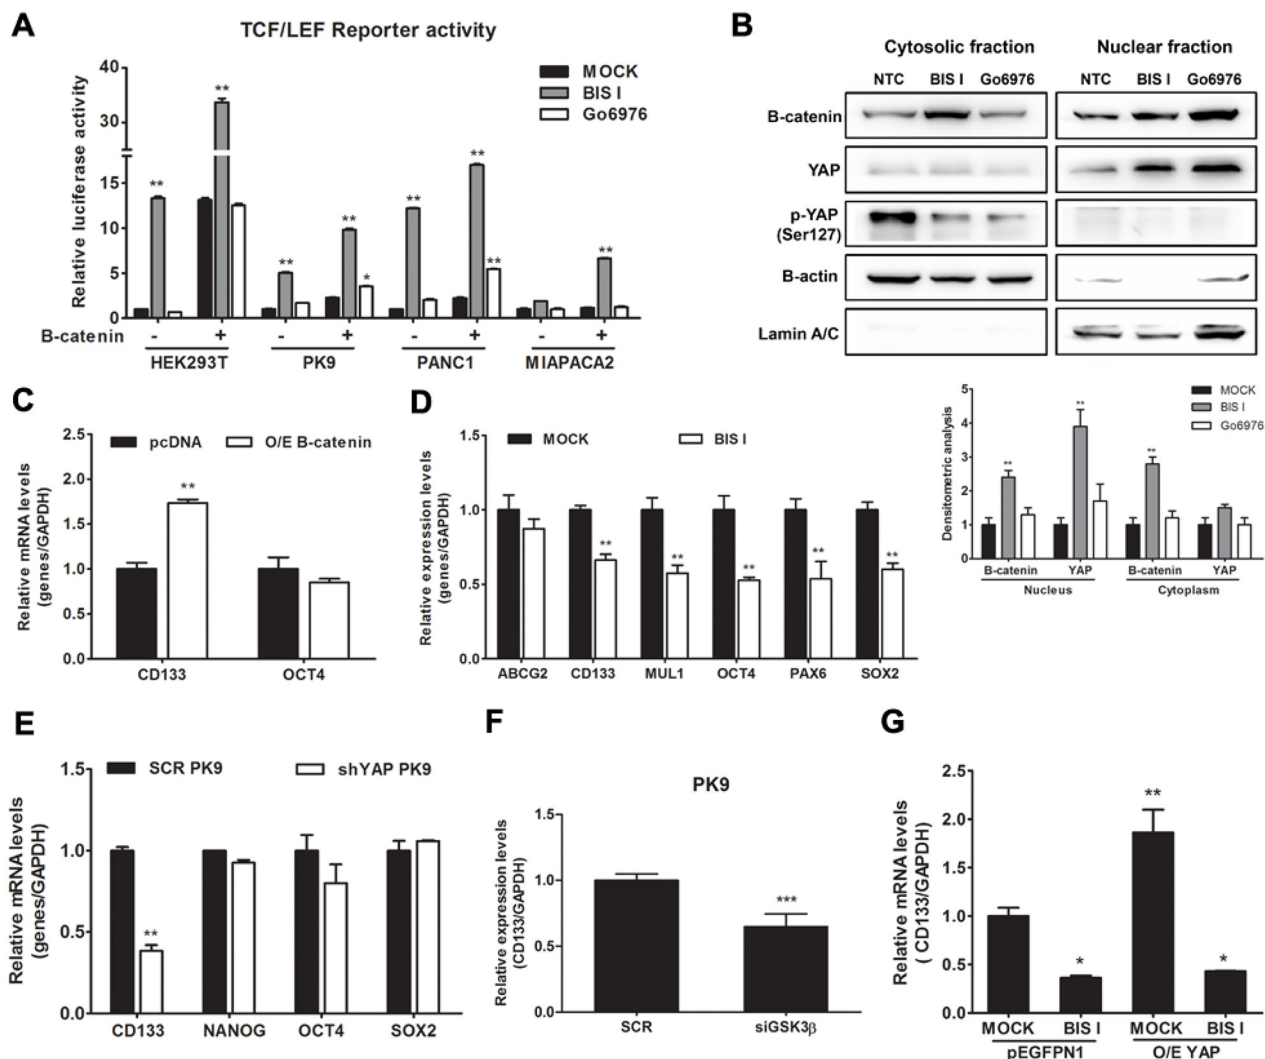 A
TCF/LEF Reporter activity
MOCK
BIS I
Go6976
Relative luciferase activity
40
30
15
10
5
0
** ** ** ** ** * ** ** ** **
B-catenin - + - + - + - +
HEK293T PK9 PANC1 MIAPACA2
B
Cytosolic fraction Nuclear fraction
NTC BIS I Go6976 NTC BIS I Go6976
B-catenin
YAP
p-YAP
(Ser127)
B-actin
Lamin A/C
Densitometric analysis
5
4
3
2
1
0
MOCK
BIS I
Go6976
** ** **
B-catenin YAP B-catenin YAP
Nucleus Cytoplasm
C
Relative mRNA levels
(genes/GAPDH)
2.5
2.0
1.5
1.0
0.5
0.0
pcDNA O/E B-catenin
**
CD133 OCT4
D
Relative expression levels
(genes/GAPDH)
1.5
1.0
0.5
0.0
MOCK BIS I
** ** ** ** **
ABCG2 CD133 MUL1 OCT4 PAX6 SOX2
E
Relative mRNA levels
(genes/GAPDH)
1.5
1.0
0.5
0.0
SCR PK9 shYAP PK9
**
CD133 NANOG OCT4 SOX2
F
PK9
Relative expression levels
(CD133/GAPDH)
1.5
1.0
0.5
0.0
***
SCR siGSK3β
G
Relative mRNA levels
( CD133/GAPDH)
2.5
2.0
1.5
1.0
0.5
0.0
* ** *
MOCK BIS I MOCK BIS I
pEGFPN1 O/E YAP